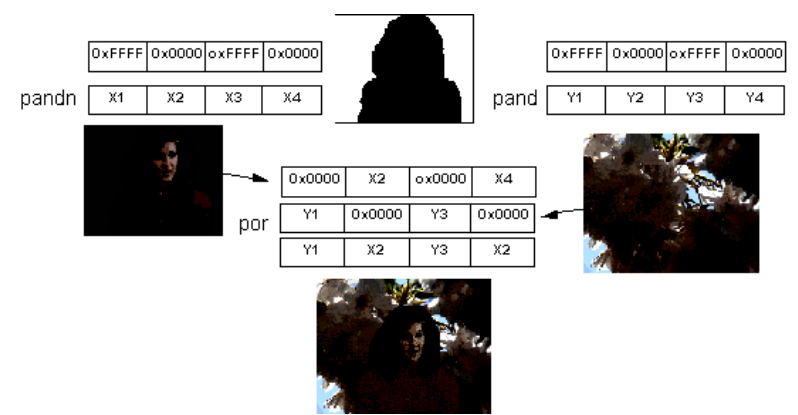 0xFFFF 0x0000 oxFFFF 0x0000
pandn X1 X2 X3 X4
0xFFFF 0x0000 oxFFFF 0x0000
pand Y1 Y2 Y3 Y4
0x0000 X2 ox0000 X4
por Y1 0x0000 Y3 0x0000
Y1 X2 Y3 X2